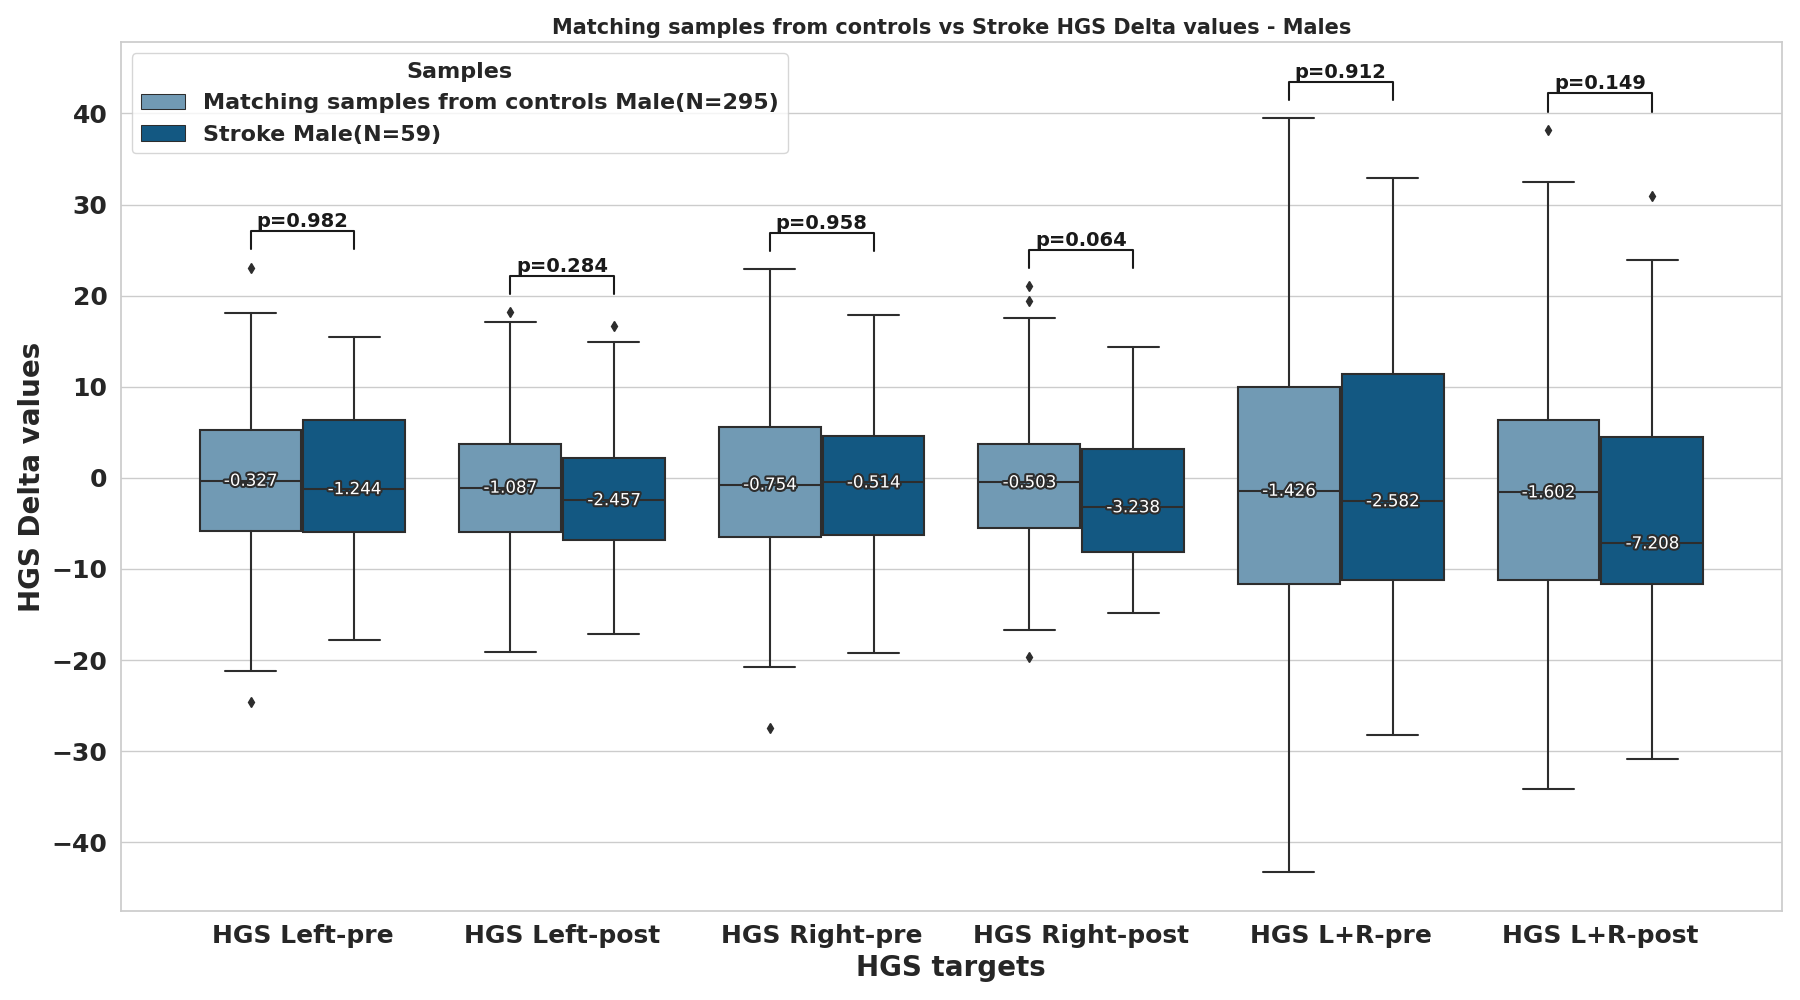 Matching samples from controls vs Stroke HGS Delta values - Males
Samples
Matching samples from controls Male(N=295)
Stroke Male(N=59)
p=0.982
p=0.284
p=0.958
p=0.064
p=0.912
p=0.149
HGS Delta values
40
30
20
10
0
−10
−20
−30
−40
-0.327
-1.244
-1.087
-2.457
-0.754
-0.514
-0.503
-3.238
-1.426
-2.582
-1.602
-7.208
HGS Left-pre
HGS Left-post
HGS Right-pre
HGS Right-post
HGS L+R-pre
HGS L+R-post
HGS targets